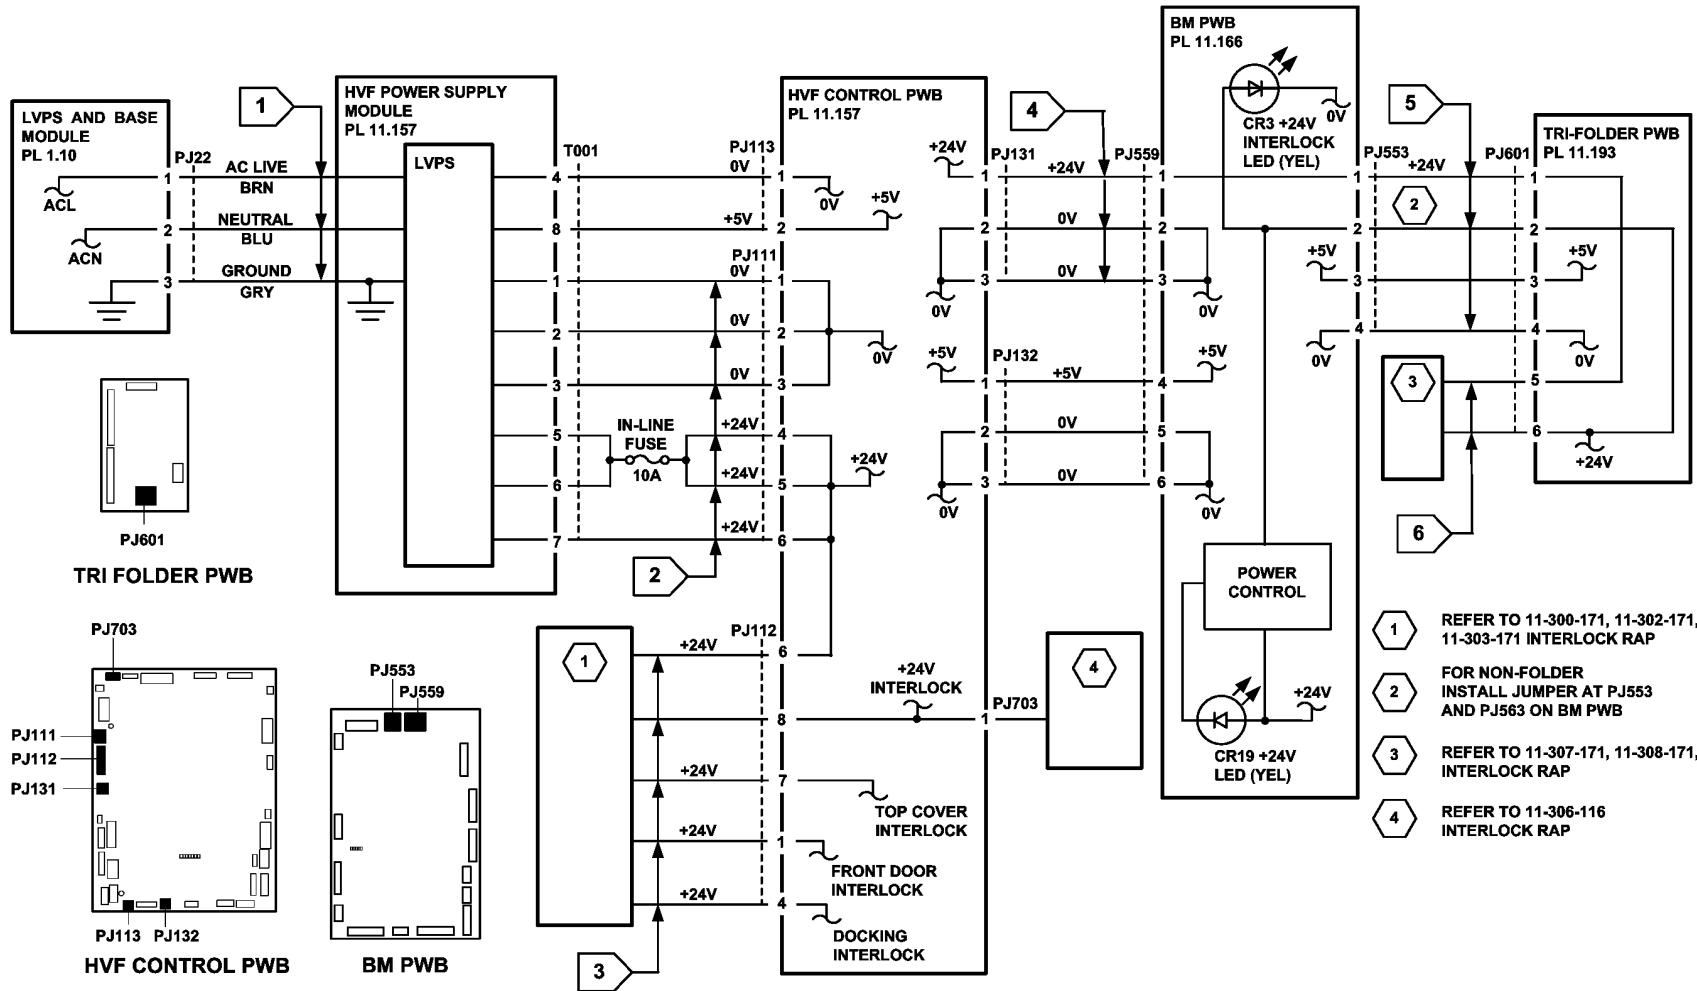 LVPS AND BASE
MODULE
PL 1.10
ACL
ACN
PJ22
1
2
3
AC LIVE
BRN
NEUTRAL
BLU
GROUND
GRY
1
HVF POWER SUPPLY
MODULE
PL 11.157
LVPS
T001
4
8
1
2
3
5
6
7
0V
+5V
0V
0V
0V
+24V
+24V
+24V
IN-LINE
FUSE
10A
2
PJ113
1
2
PJ111
1
2
3
4
5
6
HVF CONTROL PWB
PL 11.157
0V
+5V
0V
+24V
1
+24V
+24V
+24V
+24V
+24V
3
PJ112
6
8
7
1
4
+24V
INTERLOCK
TOP COVER
INTERLOCK
FRONT DOOR
INTERLOCK
DOCKING
INTERLOCK
PJ703
1
4
+24V
0V
+5V
0V
PJ131
1
2
3
PJ132
1
2
3
4
+24V
0V
0V
+5V
0V
0V
PJ559
1
2
3
4
5
6
BM PWB
PL 11.166
0V
CR3 +24V
INTERLOCK
LED (YEL)
0V
+5V
0V
POWER
CONTROL
+24V
CR19 +24V
LED (YEL)
+5V
0V
PJ553
1
2
3
4
5
+24V
2
PJ601
1
2
3
4
5
6
3
6
TRI-FOLDER PWB
PL 11.193
+5V
0V
+24V
PJ601
TRI FOLDER PWB
PJ703
PJ111
PJ112
PJ131
PJ113 PJ132
HVF CONTROL PWB
PJ553
PJ559
BM PWB
1
REFER TO 11-300-171, 11-302-171,
11-303-171 INTERLOCK RAP
2
FOR NON-FOLDER
INSTALL JUMPER AT PJ553
AND PJ563 ON BM PWB
3
REFER TO 11-307-171, 11-308-171,
INTERLOCK RAP
4
REFER TO 11-306-116
INTERLOCK RAP